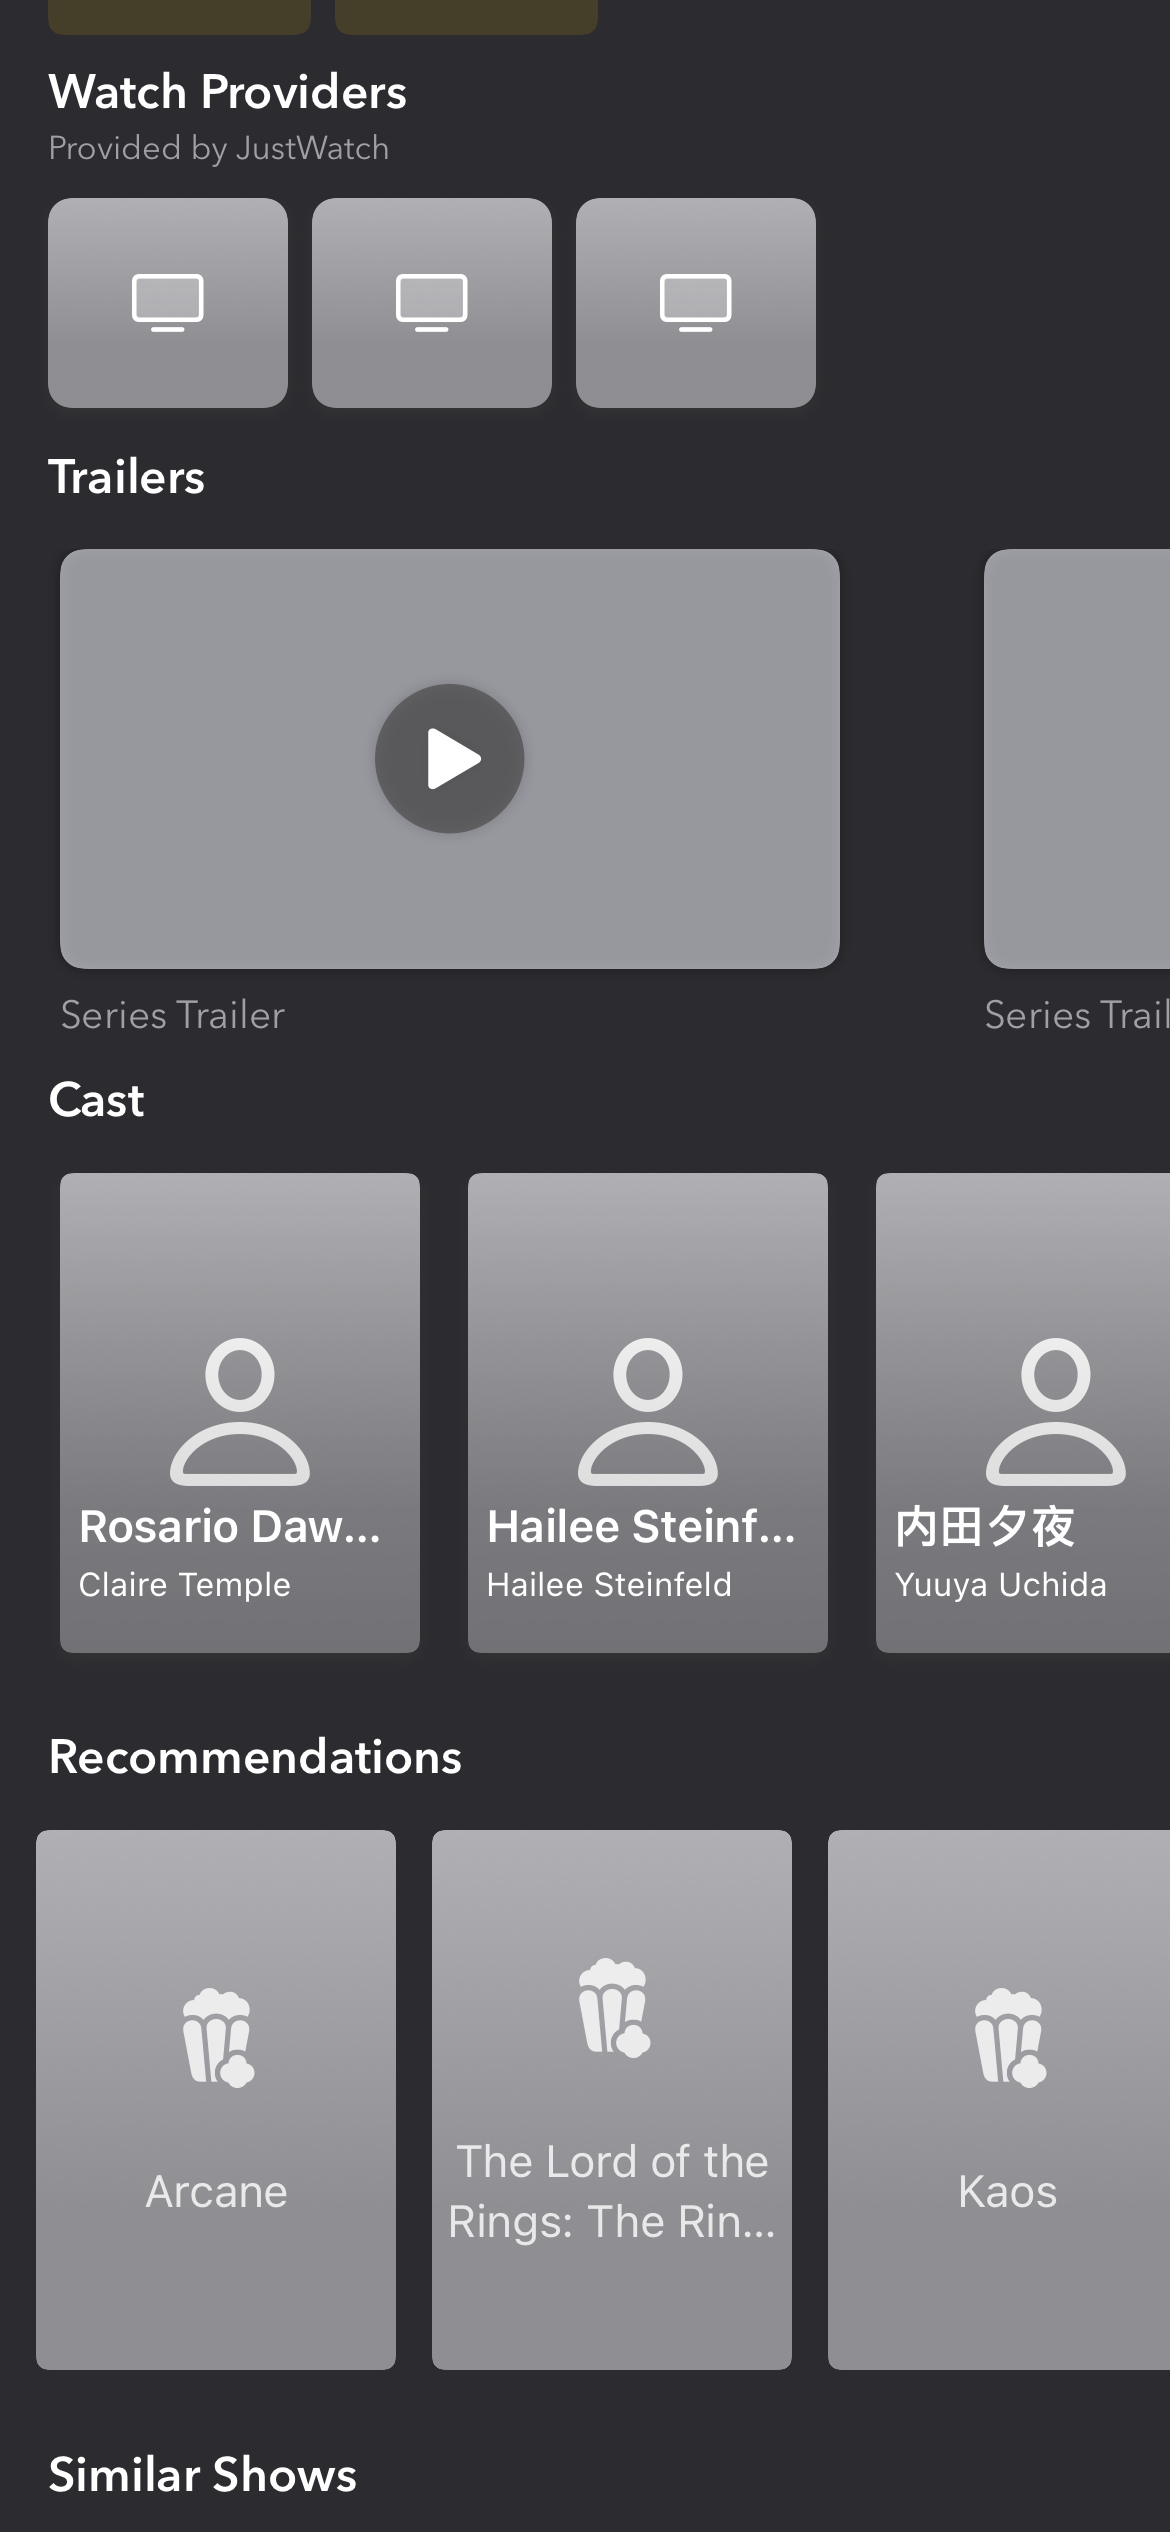 Watch Providers
Provided by JustWatch
Trailers
Series Trailer
Series Trail
Cast
Rosario Daw...
Claire Temple
Hailee Steinf...
Hailee Steinfeld
内田夕夜
Yuuya Uchida
Recommendations
Arcane
The Lord of the
Rings: The Rin...
Kaos
Similar Shows